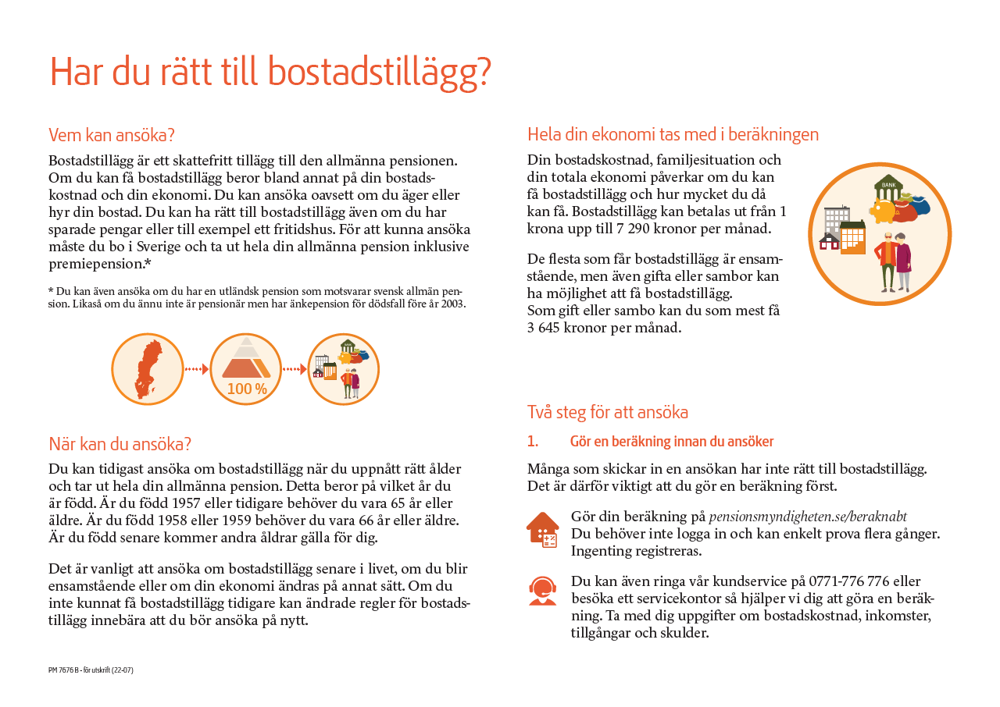 Har du rätt till bostadstillägg?
Vem kan ansöka?
Bostadstillägg är ett skattefritt tillägg till den allmänna pensionen.
Om du kan få bostadstillägg beror bland annat på din bostads-
kostnad och din ekonomi. Du kan ansöka oavsett om du äger eller
hyr din bostad. Du kan ha rätt till bostadstillägg även om du har
sparade pengar eller till exempel ett fritidshus. För att kunna ansöka
måste du bo i Sverige och ta ut hela din allmänna pension inklusive
premiepension.*
* Du kan även ansöka om du har en utländsk pension som motsvarar svensk allmän pen-
sion. Likaså om du ännu inte är pensionär men har änkepension för dödsfall före år 2003.
100 %
BANK
När kan du ansöka?
Du kan tidigast ansöka om bostadstillägg när du uppnått rätt ålder
och tar ut hela din allmänna pension. Detta beror på vilket år du
är född. Är du född 1957 eller tidigare behöver du vara 65 år eller
äldre. Är du född 1958 eller 1959 behöver du vara 66 år eller äldre.
Är du född senare kommer andra åldrar gälla för dig.
Det är vanligt att ansöka om bostadstillägg senare i livet, om du blir
ensamstående eller om din ekonomi ändras på annat sätt. Om du
inte kunnat få bostadstillägg tidigare kan ändrade regler för bostads-
tillägg innebära att du bör ansöka på nytt.
PM 7676 B - för utskrift (22-07)
Hela din ekonomi tas med i beräkningen
Din bostadskostnad, familjesituation och
din totala ekonomi påverkar om du kan
få bostadstillägg och hur mycket du då
kan få. Bostadstillägg kan betalas ut från 1
krona upp till 7 290 kronor per månad.
De flesta som får bostadstillägg är ensam-
stående, men även gifta eller sambor kan
ha möjlighet att få bostadstillägg.
Som gift eller sambo kan du som mest få
3 645 kronor per månad.
BANK
Två steg för att ansöka
1. Gör en beräkning innan du ansöker
Många som skickar in en ansökan har inte rätt till bostadstillägg.
Det är därför viktigt att du gör en beräkning först.
Gör din beräkning på pensionsmyndigheten.se/beraknabt
Du behöver inte logga in och kan enkelt prova flera gånger.
Ingenting registreras.
Du kan även ringa vår kundservice på 0771-776 776 eller
besöka ett servicekontor så hjälper vi dig att göra en beräk-
ning. Ta med dig uppgifter om bostadskostnad, inkomster,
tillgångar och skulder.